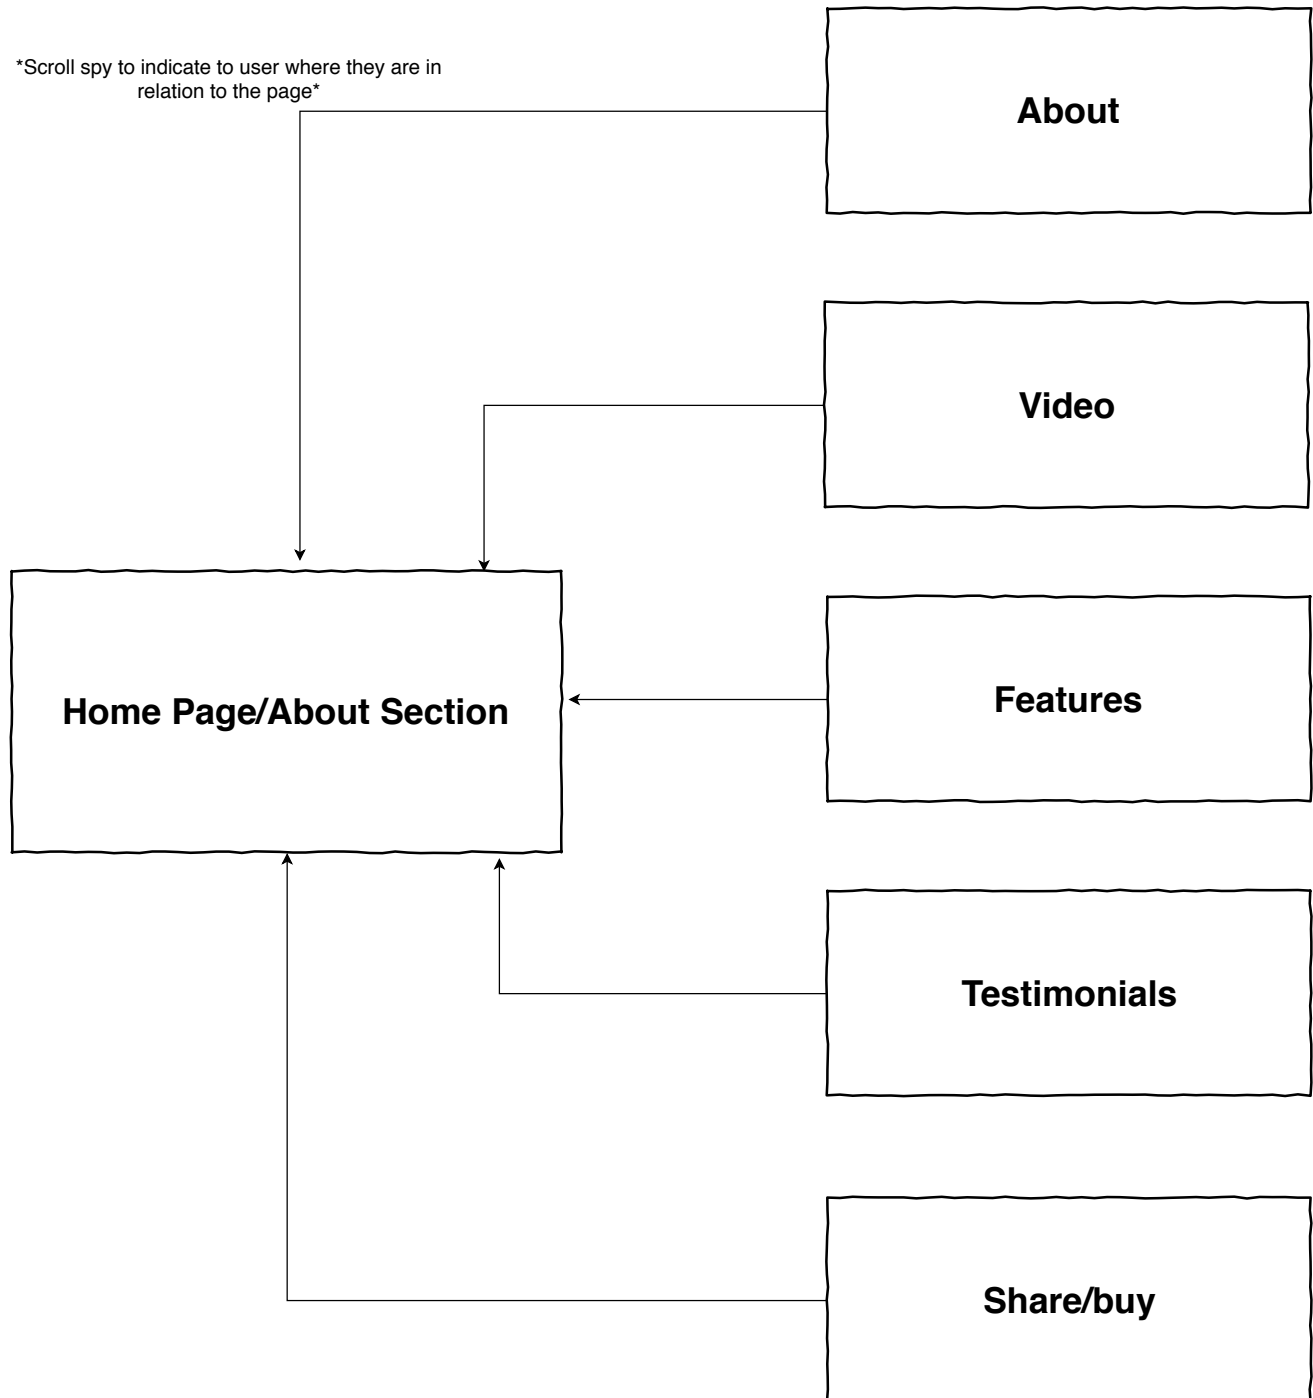 *Scroll spy to indicate to user where they are in
relation to the page*
About
Video
Home Page/About Section
Features
Testimonials
Share/buy